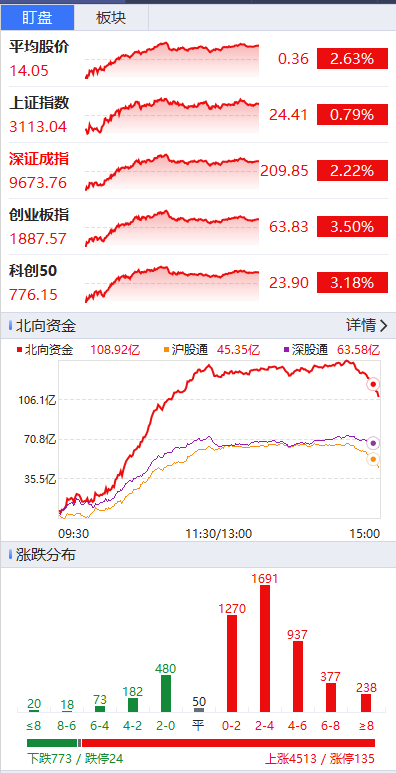 盯盘 板块
平均股价
14.05 0.36 2.63%
上证指数
3113.04 24.41 0.79%
深证成指
9673.76 209.85 2.22%
创业板指
1887.57 63.83 3.50%
科创50
776.15 23.90 3.18%
北向资金 详情
北向资金 108.92亿 沪股通 45.35亿 深股通 63.58亿
106.1亿
70.8亿
35.5亿
09:30 11:30/13:00 15:00
涨跌分布
20 18 73 182 480 50 1270 1691 937 377 238
≤8 8-6 6-4 4-2 2-0 平 0-2 2-4 4-6 6-8 ≥8
下跌773 / 跌停24 上涨4513 / 涨停135